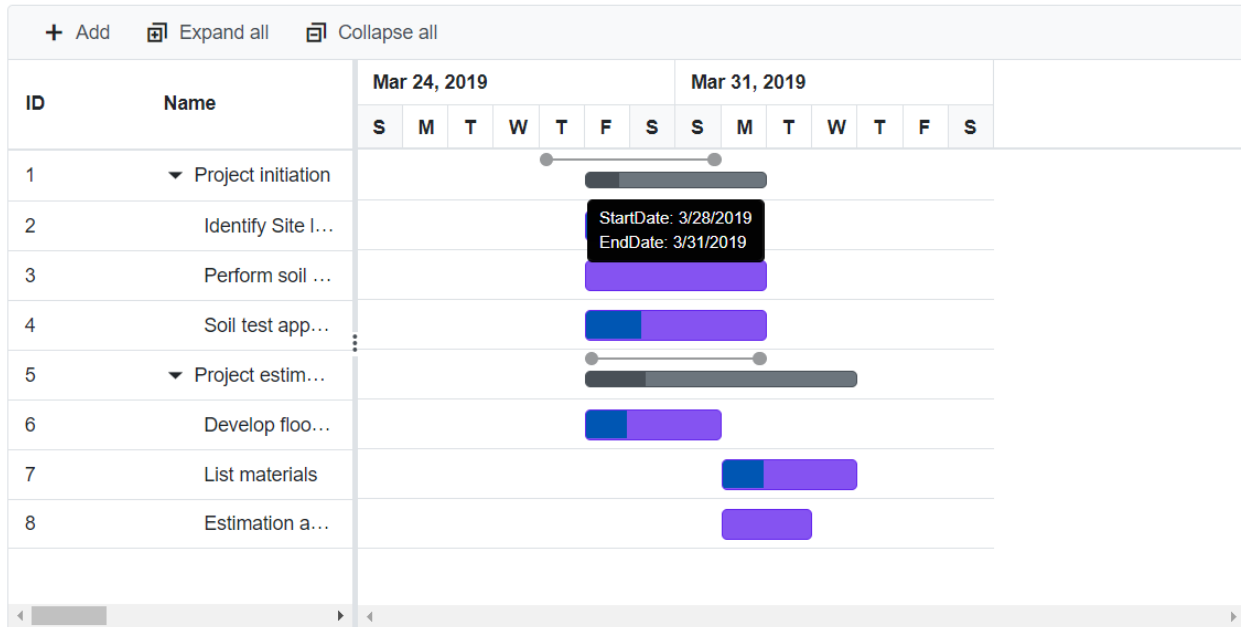 Add Expand all Collapse all
ID Name Mar 24, 2019 Mar 31, 2019
S M T W T F S S M T W T F S
1 Project initiation
2 Identify Site l...
StartDate: 3/28/2019
EndDate: 3/31/2019
3 Perform soil ...
4 Soil test app...
5 Project estim...
6 Develop floo...
7 List materials
8 Estimation a...